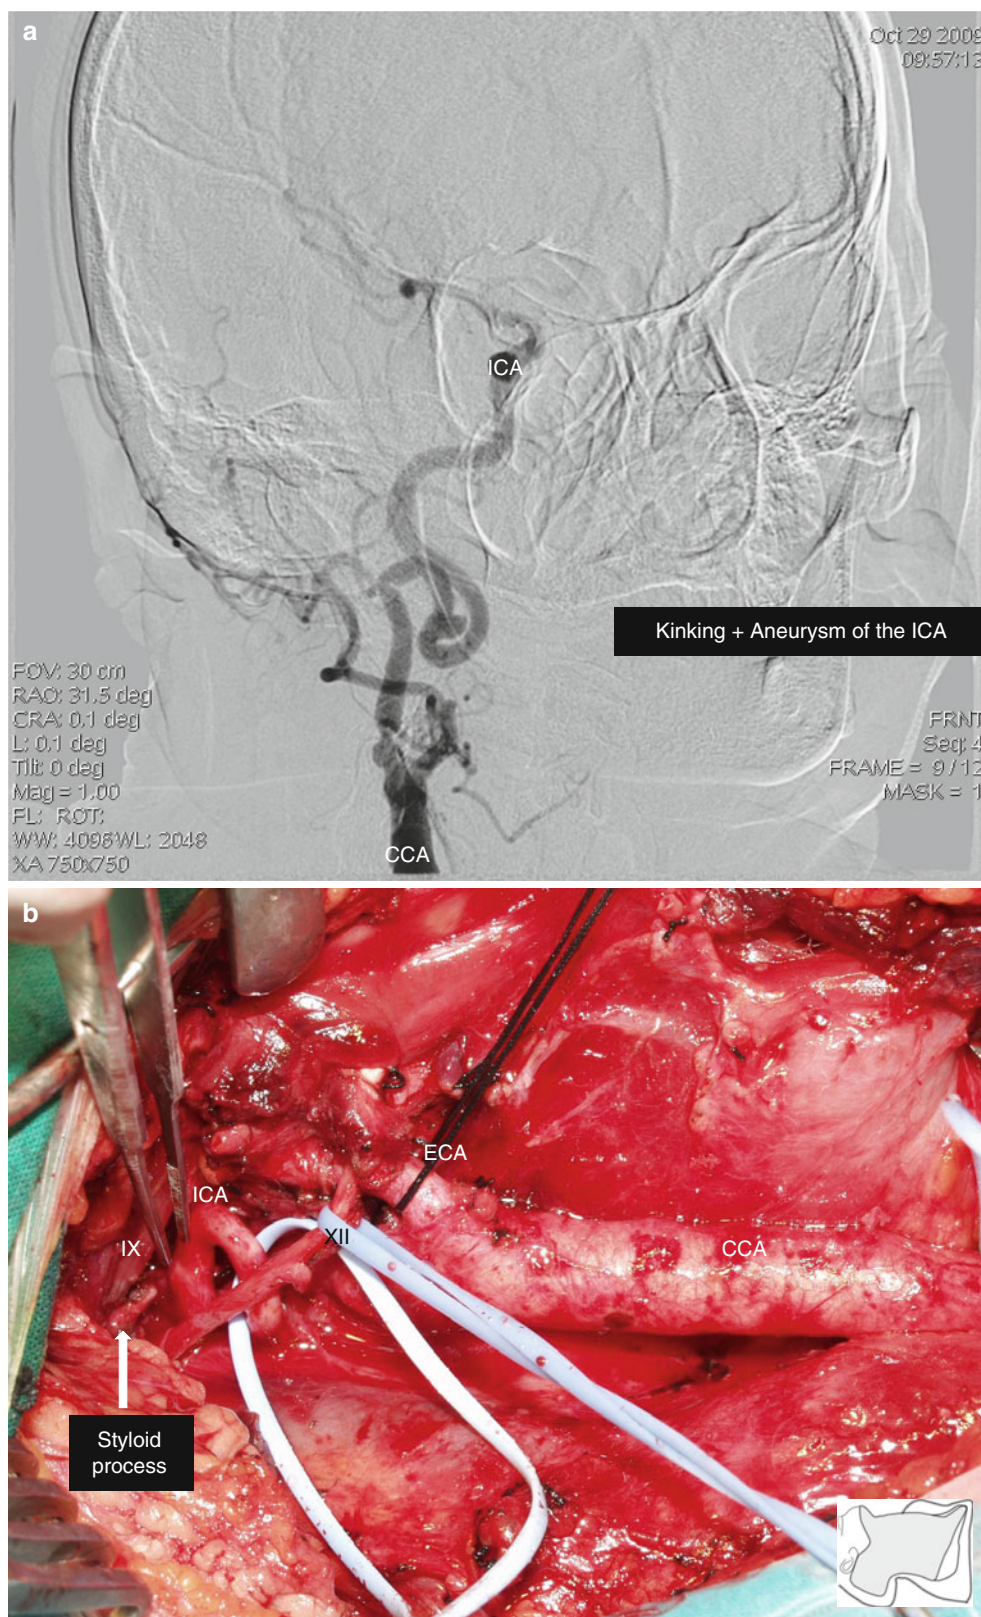 a
Oct 29 2009
09:57:13
ICA
Kinking + Aneurysm of the ICA
FOV: 30 cm
RAO: 31.5 deg
CRA: 0.1 deg
L: 0.1 deg
Tilt: 0 deg
Mag = 1.00
FL: ROT:
WW: 4096WL: 2048
XA 750x750
FRNT
Seq: 4
FRAME = 9 / 12
MASK = 1
CCA
b
ECA
ICA
XII
IX
CCA
Styloid
process